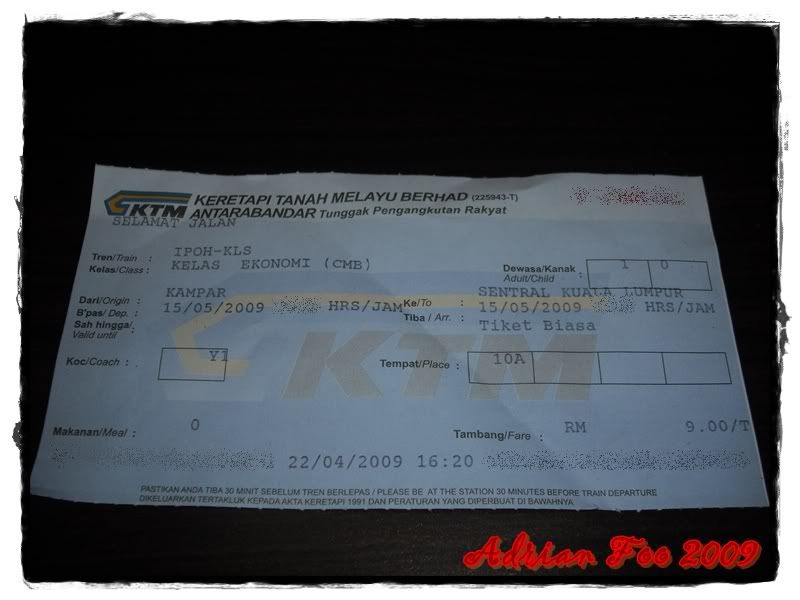 KTM KERETAPI TANAH MELAYU BERHAD (225943-T)
ANTARABANDAR Tunggak Pengangkutan Rakyat
SELAMAT JALAN
Tren/Train : IPOH-KLS
Kelas/Class : KELAS EKONOMI (CMB)
Dewasa/Kanak : 1 0
Adult/Child
Dari/Origin : KAMPAR Ke/To : SENTRAL KUALA LUMPUR
B'pas/ Dep. : 15/05/2009 HRS/JAM Tiba / Arr. : 15/05/2009 HRS/JAM
Sah hingga/. Tiket Biasa
Valid until
Koc/Coach : Y1 Tempat/Place : 10A
KTM
Makanan/Meal : 0 Tambang/Fare : RM 9.00/T
22/04/2009 16:20
PASTIKAN ANDA TIBA 30 MINIT SEBELUM TREN BERLEPAS / PLEASE BE AT THE STATION 30 MINUTES BEFORE TRAIN DEPARTURE
DIKELUARKAN TERTAKLUK KEPADA AKTA KERETAPI 1991 DAN PERATURAN YANG DIPERBUAT DI BAWAHNYA
Adrian Foo 2009